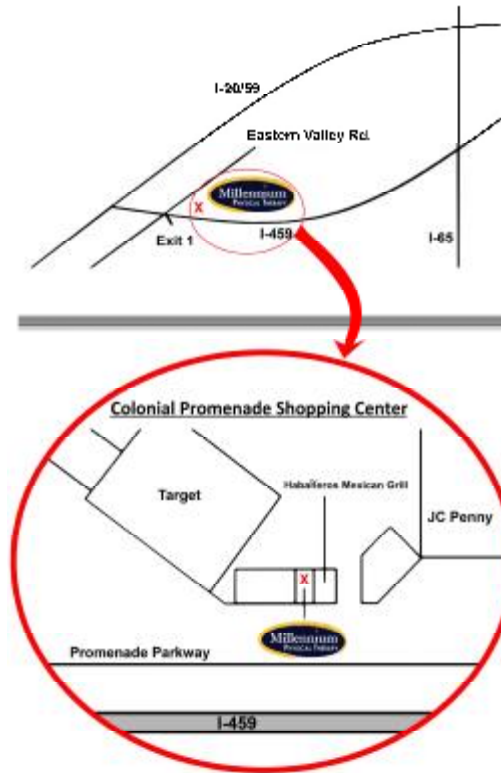 I-20/59
Eastern Valley Rd.
Millennium
PHYSICAL THERAPY
X
Exit 1
I-459
I-65
Colonial Promenade Shopping Center
Habañeros Mexican Grill
Target
JC Penny
X
Millennium
PHYSICAL THERAPY
Promenade Parkway
I-459